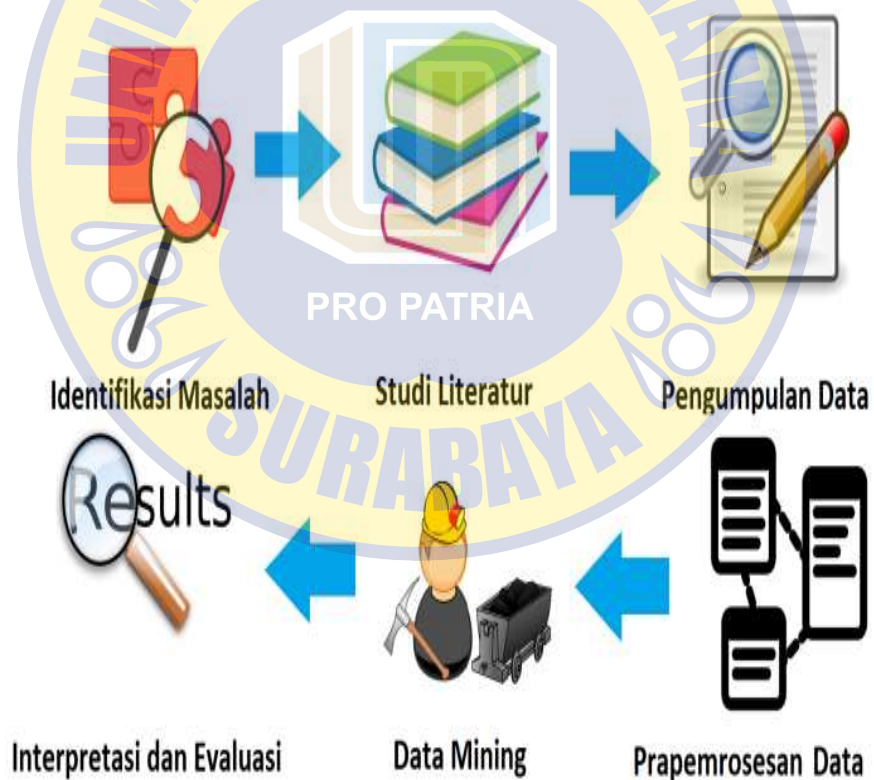 PRO PATRIA
Identifikasi Masalah
Studi Literatur
Pengumpulan Data
SURABAYA
Results
Interpretasi dan Evaluasi
Data Mining
Prapemrosesan Data